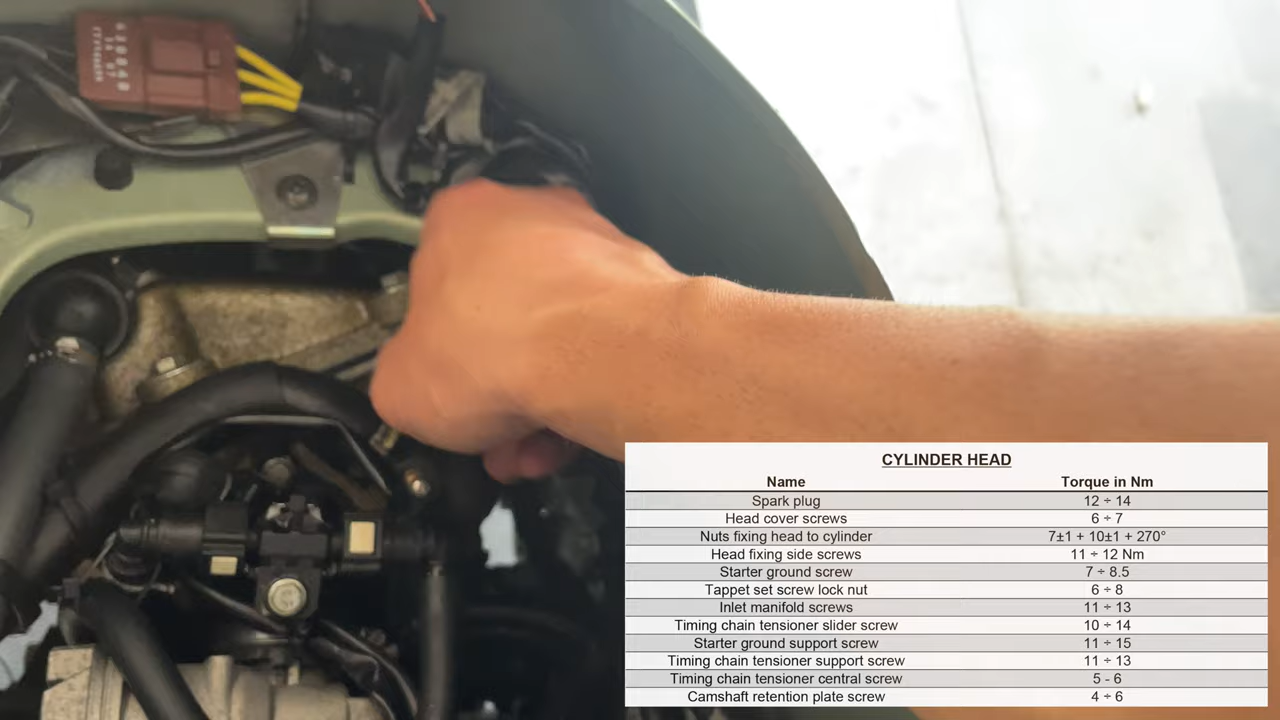 CYLINDER HEAD
Name Torque in Nm
Spark plug 12 ÷ 14
Head cover screws 6 ÷ 7
Nuts fixing head to cylinder 7±1 + 10±1 + 270°
Head fixing side screws 11 ÷ 12 Nm
Starter ground screw 7 ÷ 8.5
Tappet set screw lock nut 6 ÷ 8
Inlet manifold screws 11 ÷ 13
Timing chain tensioner slider screw 10 ÷ 14
Starter ground support screw 11 ÷ 15
Timing chain tensioner support screw 11 ÷ 13
Timing chain tensioner central screw 5 - 6
Camshaft retention plate screw 4 ÷ 6